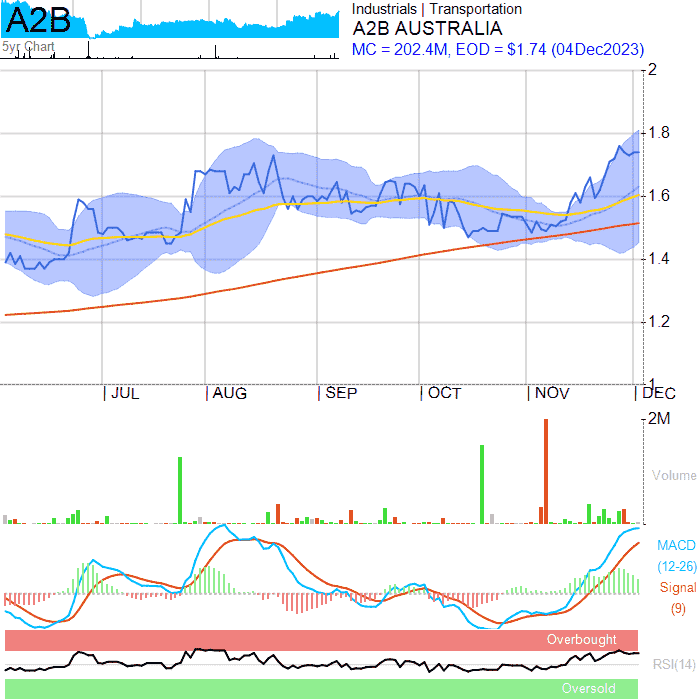 A2B
5yr Chart
Industrials | Transportation
A2B AUSTRALIA
MC = 202.4M, EOD = $1.74 (04Dec2023)
2
1.8
1.6
1.4
1.2
1
JUL AUG SEP OCT NOV DEC
2M
Volume
MACD
(12-26)
Signal
(9)
Overbought
RSI(14)
Oversold